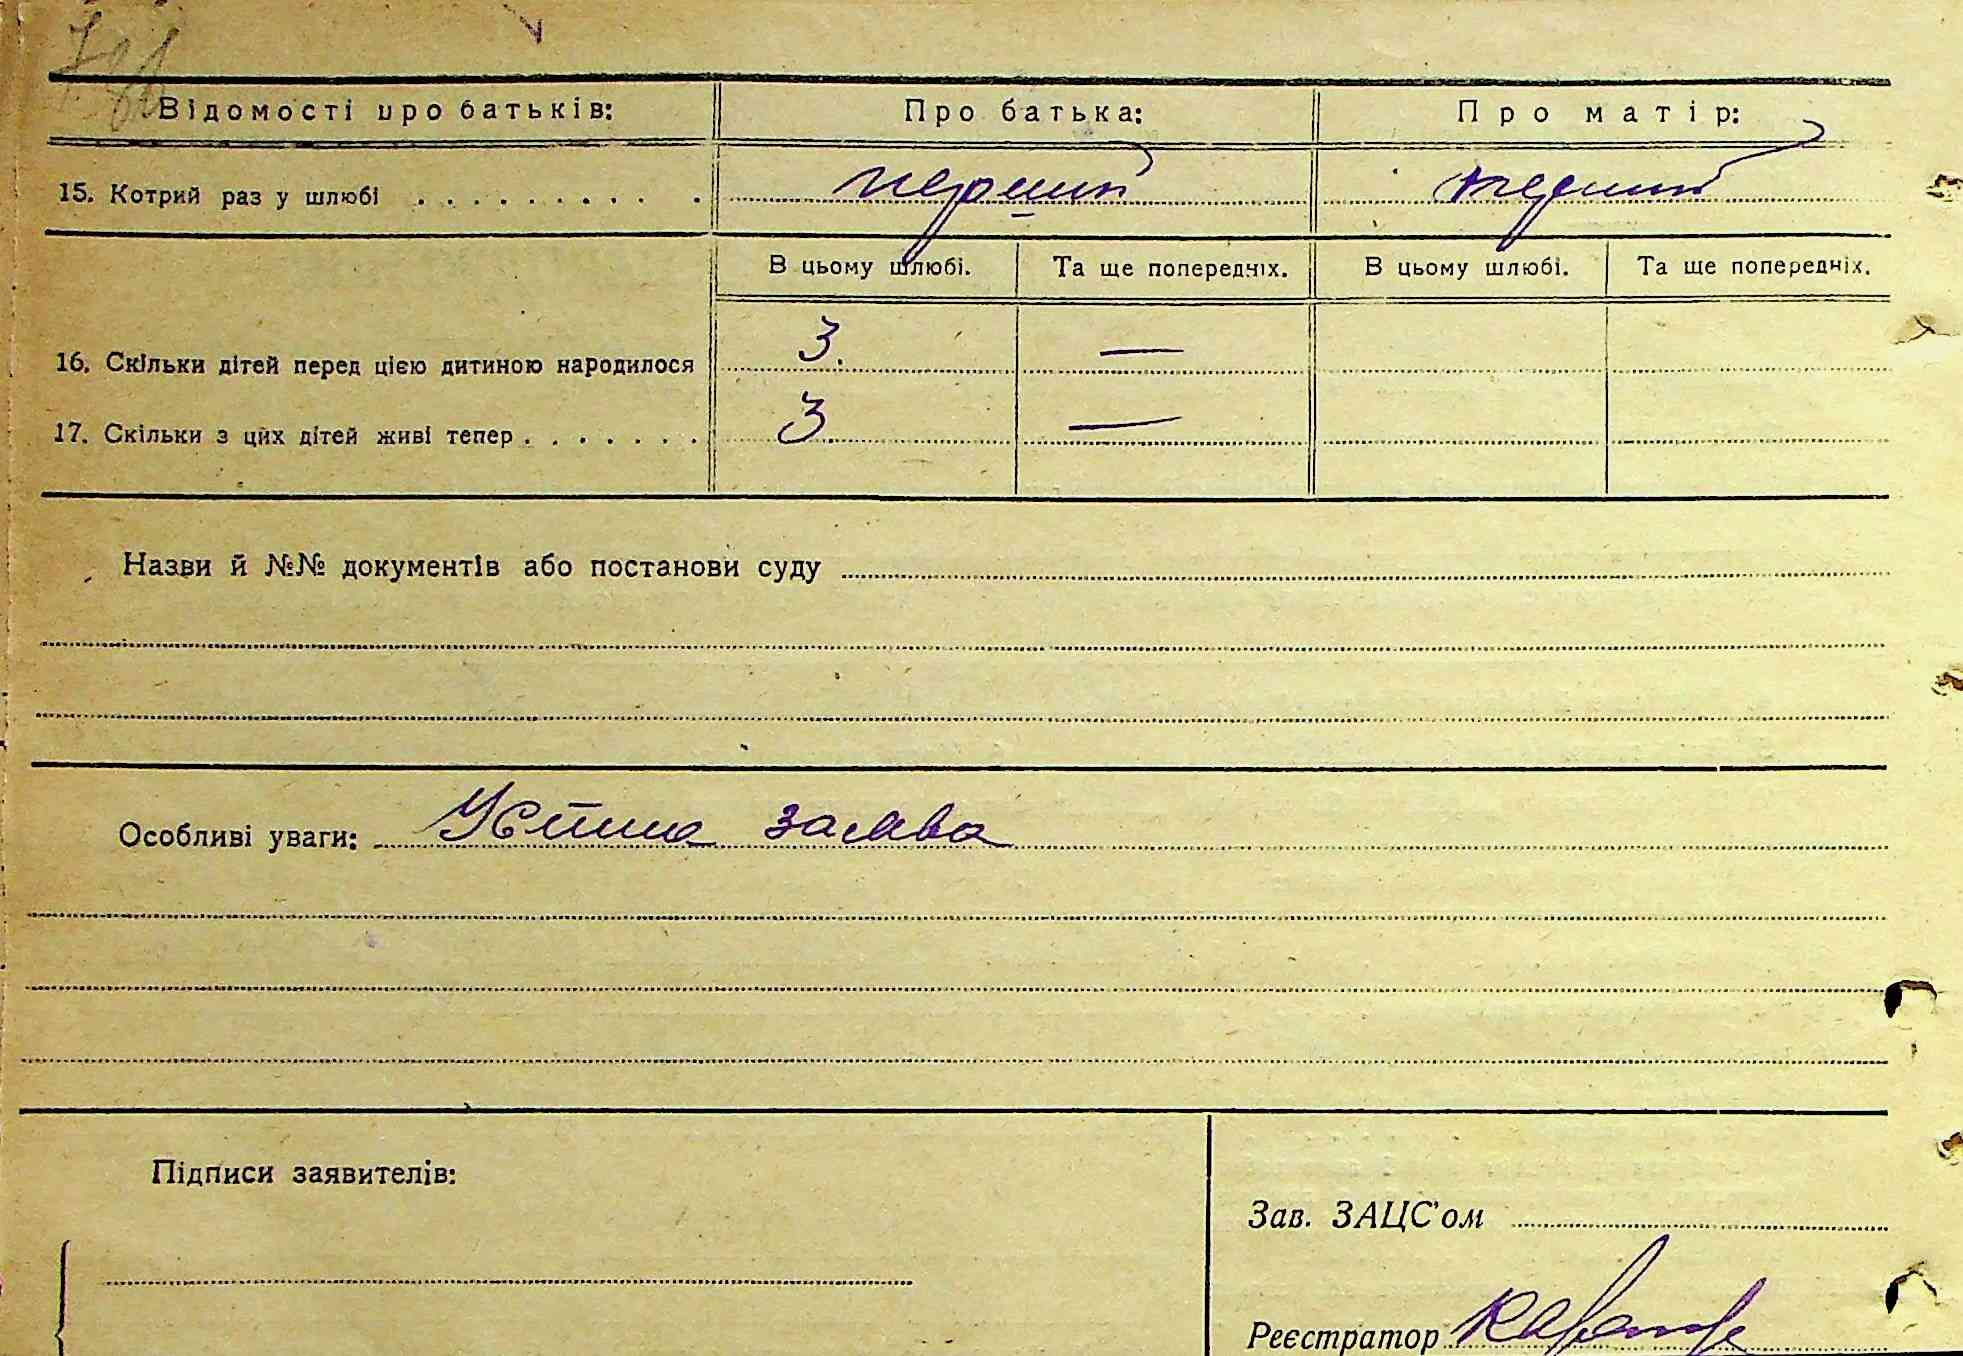 Відомості про батьків: Про батька: Про матір:
15. Котрий раз у шлюбі . . . . . . . . . . перший перший
В цьому шлюбі. Та ще попередніх. В цьому шлюбі. Та ще попередніх.
16. Скільки дітей перед цією дитиною народилося 3. —
17. Скільки з цих дітей живі тепер . . . . . . . 3 —
Назви й №№ документів або постанови суду
Особливі уваги: Устна заява
Підписи заявителів:
Зав. ЗАЦС'ом
Реєстратор